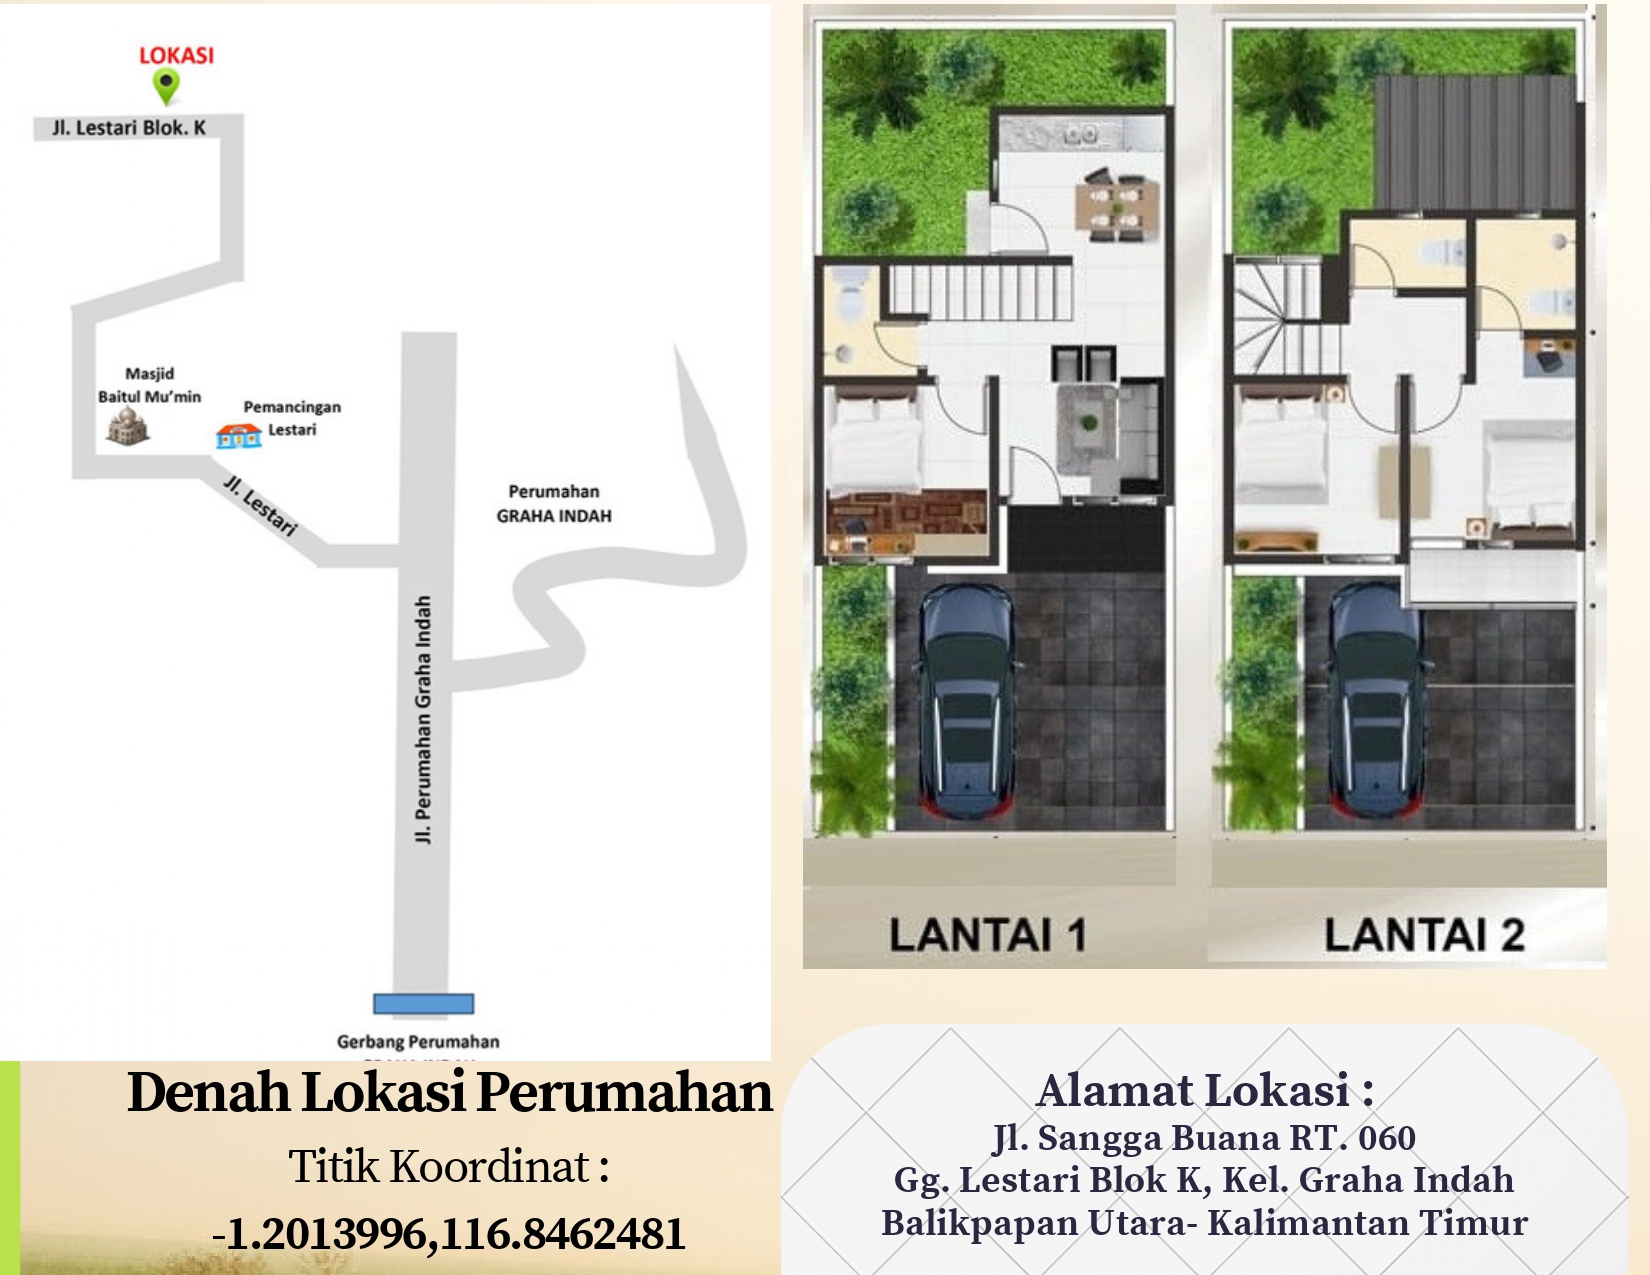 LOKASI
Jl. Lestari Blok. K
Masjid
Baitul Mu'min
Pemancingan
Lestari
Jl. Lestari
Perumahan
GRAHA INDAH
Jl. Perumahan Graha Indah
Gerbang Perumahan
LANTAI 1
LANTAI 2
Denah Lokasi Perumahan
Titik Koordinat :
-1.2013996,116.8462481
Alamat Lokasi :
Jl. Sangga Buana RT. 060
Gg. Lestari Blok K, Kel. Graha Indah
Balikpapan Utara- Kalimantan Timur